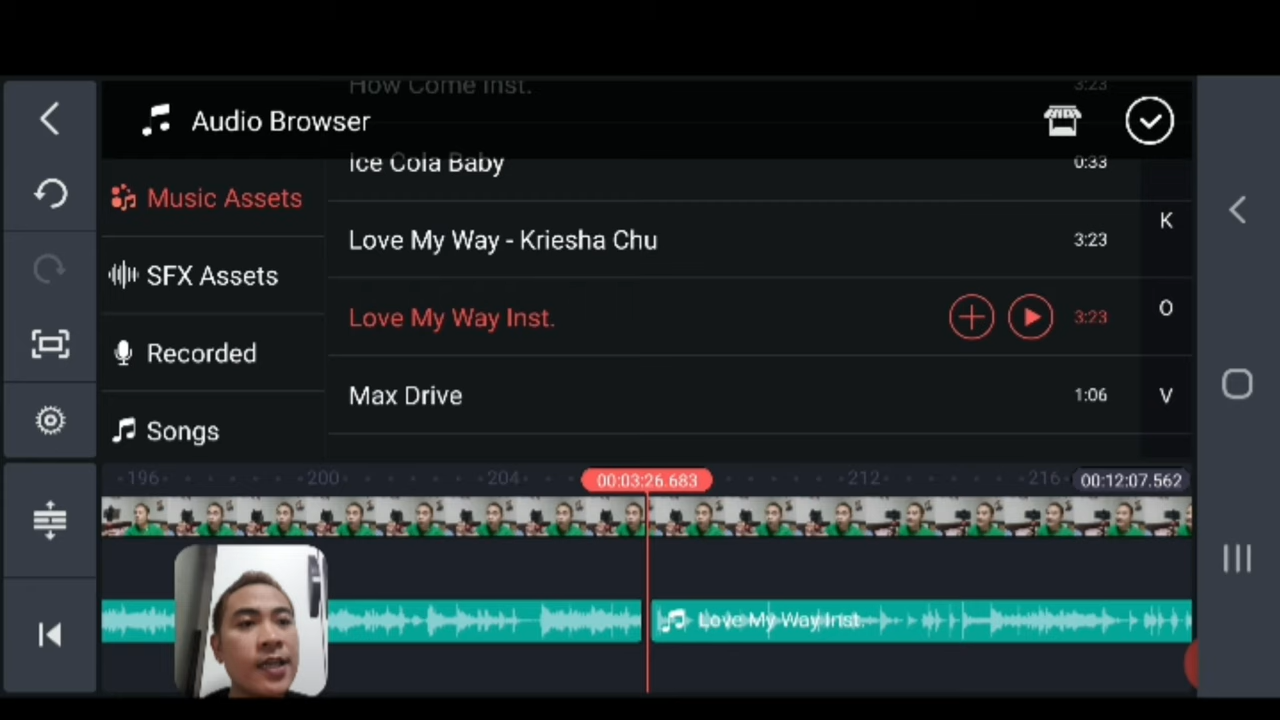 How Come Inst.
3:23
Audio Browser
Ice Cola Baby
0:33
Music Assets
K
Love My Way - Kriesha Chu
3:23
SFX Assets
O
Love My Way Inst.
3:23
Recorded
Max Drive
1:06
V
Songs
196
200
204
00:03:26.683
212
216
00:12:07.562
Love My Way Inst.